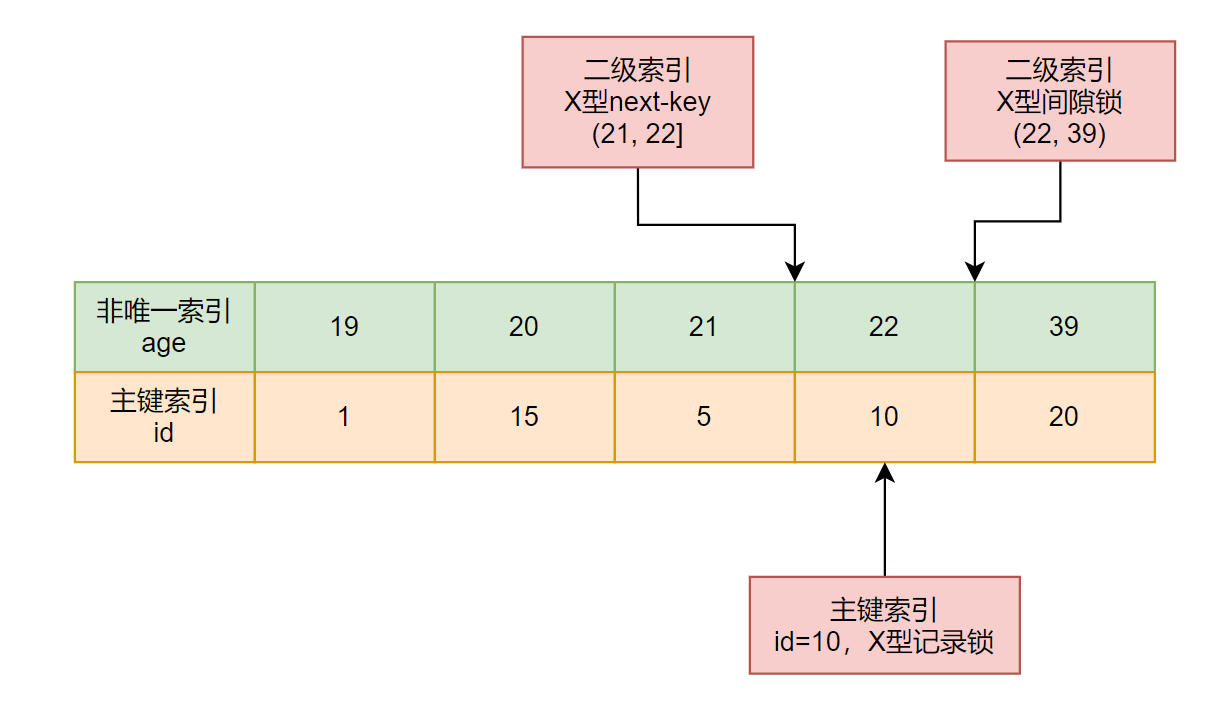 二级索引
X型next-key
(21, 22]
二级索引
X型间隙锁
(22, 39)
非唯一索引
age
19
20
21
22
39
主键索引
id
1
15
5
10
20
主键索引
id=10，X型记录锁